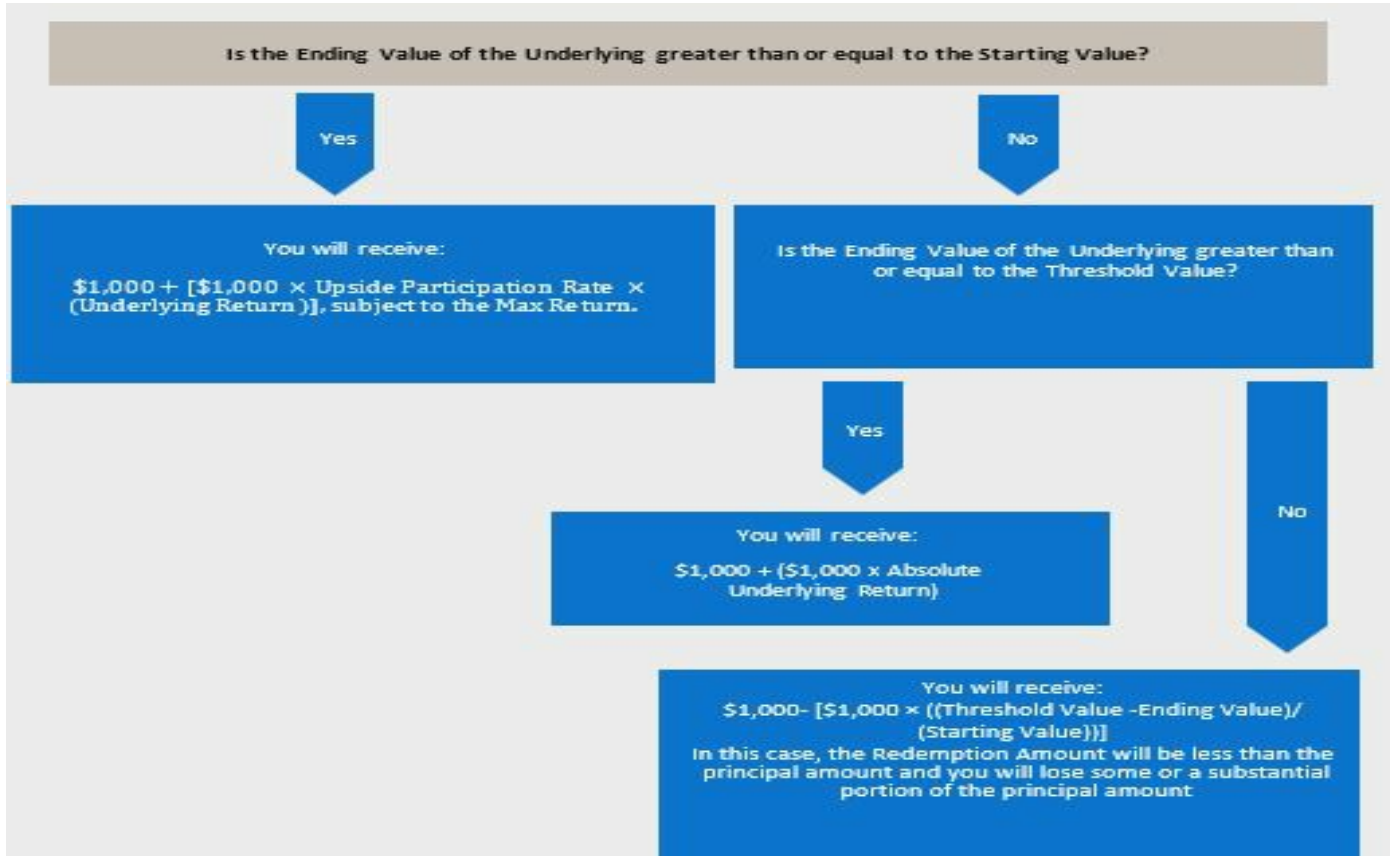 Is the Ending Value of the Underlying greater than or equal to the Starting Value?
Yes
No
You will receive:
$1,000 + [$1,000 × Upside Participation Rate ×
(Underlying Return)], subject to the Max Return.
Is the Ending Value of the Underlying greater than
or equal to the Threshold Value?
Yes
No
You will receive:
$1,000 + ($1,000 x Absolute
Underlying Return)
You will receive:
$1,000- [$1,000 × ((Threshold Value -Ending Value)/
(Starting Value))]
In this case, the Redemption Amount will be less than the
principal amount and you will lose some or a substantial
portion of the principal amount